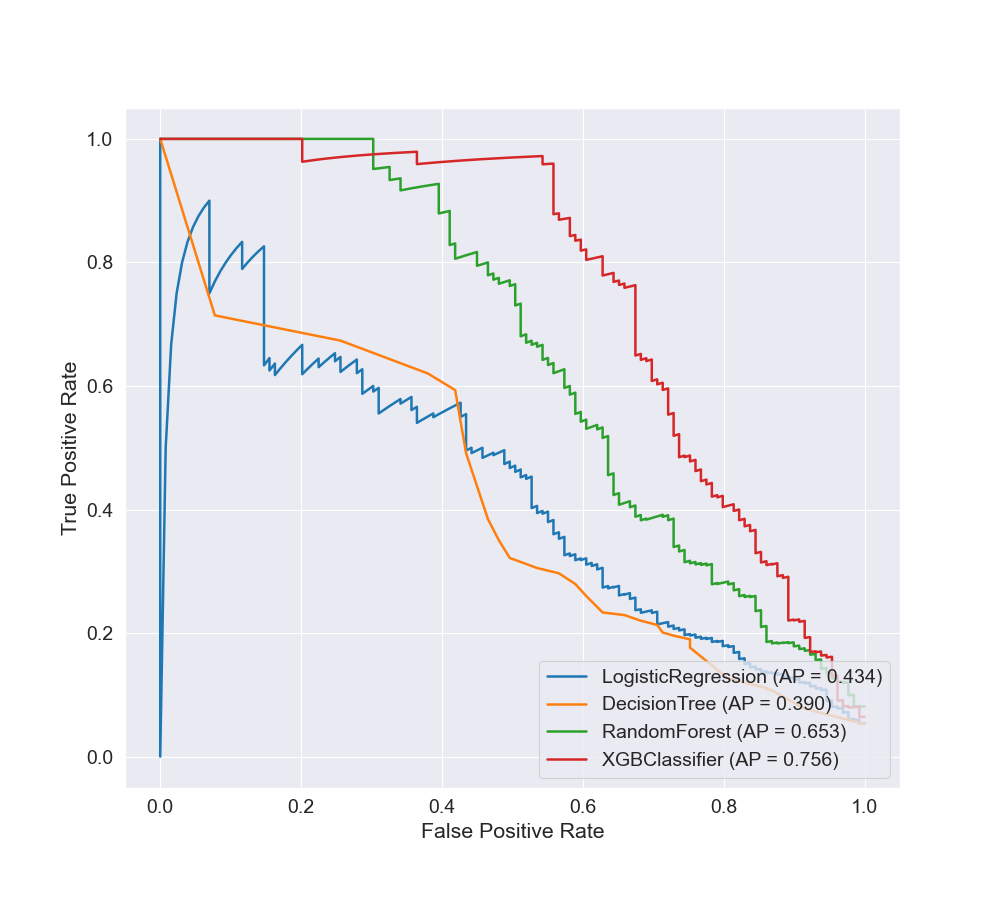 1.0
0.8
0.6
0.4
0.2
0.0
True Positive Rate
LogisticRegression (AP = 0.434)
DecisionTree (AP = 0.390)
RandomForest (AP = 0.653)
XGBClassifier (AP = 0.756)
0.0 0.2 0.4 0.6 0.8 1.0
False Positive Rate